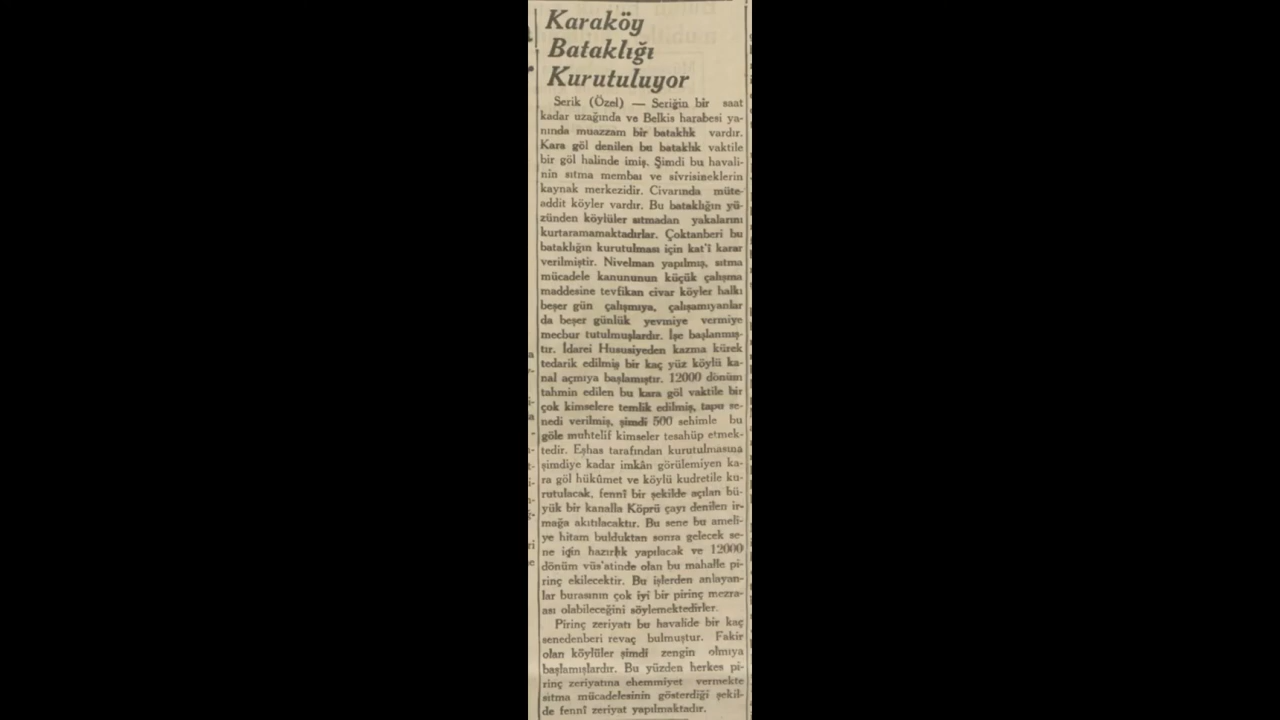 Karaköy
Bataklığı
Kurutuluyor
Serik (Özel) — Seriğin bir saat
kadar uzağında ve Belkis harabesi ya-
nında muazzam bir bataklık vardır.
Kara göl denilen bu bataklık vaktile
bir göl halinde imiş. Şimdi bu havali-
nin sıtma membaı ve sivrisineklerin
kaynak merkezidir. Civarında müte-
addit köyler vardır. Bu bataklığın yü-
zünden köylüler sıtmadan yakalarını
kurtaramamaktadırlar. Çoktanberi bu
bataklığın kurutulması için kat'î karar
verilmiştir. Nivelman yapılmış, sıtma
mücadele kanununun küçük çalışma
maddesine tevfikan civar köyler halkı
beşer gün çalışmıya, çalışamıyanlar
da beşer günlük yevmiye vermiye
mecbur tutulmuşlardır. İşe başlanmış-
tır. İdarei Hususiyeden kazma kürek
tedarik edilmiş bir kaç yüz köylü ka-
nal açmıya başlamıştır. 12000 dönüm
tahmin edilen bu kara göl vaktile bir
çok kimselere temlik edilmiş, tapu se-
nedi verilmiş, şimdi 500 sehimle bu
göle muhtelif kimseler tesahüp etmek-
tedir. Eşhas tarafından kurutulmasına
şimdiye kadar imkân görülemiyen ka-
ra göl hükûmet ve köylü kudretile ku-
rutulacak, fennî bir şekilde açılan bü-
yük bir kanalla Köprü çayı denilen ir-
mağa akıtılacaktır. Bu sene bu ameli-
ye hitam bulduktan sonra gelecek se-
ne için hazırlık yapılacak ve 12000
dönüm vüs'atinde olan bu mahalle pi-
rinç ekilecektir. Bu işlerden anlayan-
lar burasının çok iyi bir pirinç mezra-
ası olabileceğini söylemektedirler.
Pirinç zeriyatı bu havalide bir kaç
senedenberi revaç bulmuştur. Fakir
olan köylüler şimdi zengin olmıya
başlamışlardır. Bu yüzden herkes pi-
rinç zeriyatına ehemmiyet vermekte
sıtma mücadelesinin gösterdiği şekil-
de fennî zeriyat yapılmaktadır.